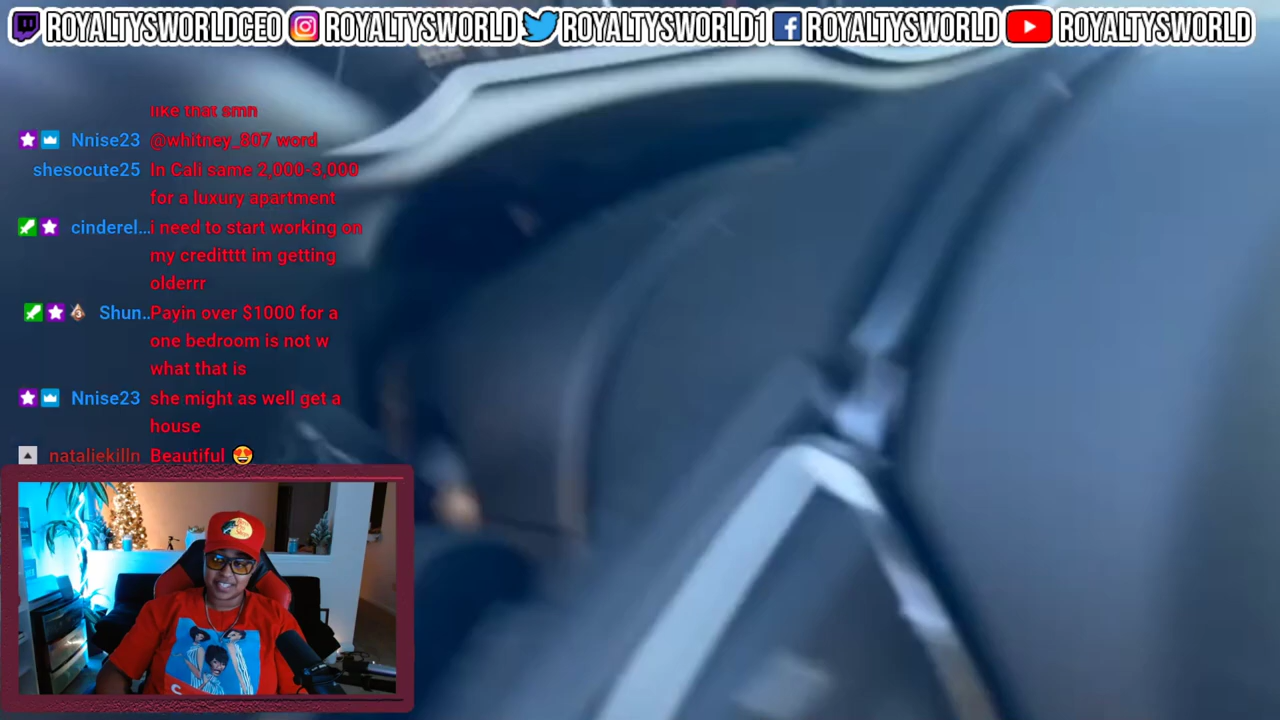 ROYALTYSWORLDCEO ROYALTYSWORLD ROYALTYSWORLD1 ROYALTYSWORLD ROYALTYSWORLD
like that smh
Nnise23 @whitney_807 word
shesocute25 In Cali same 2,000-3,000
for a luxury apartment
cinderel... i need to start working on
my creditttt im getting
olderrr
Shun... Payin over $1000 for a
one bedroom is not w
what that is
Nnise23 she might as well get a
house
nataliekilln Beautiful 😍